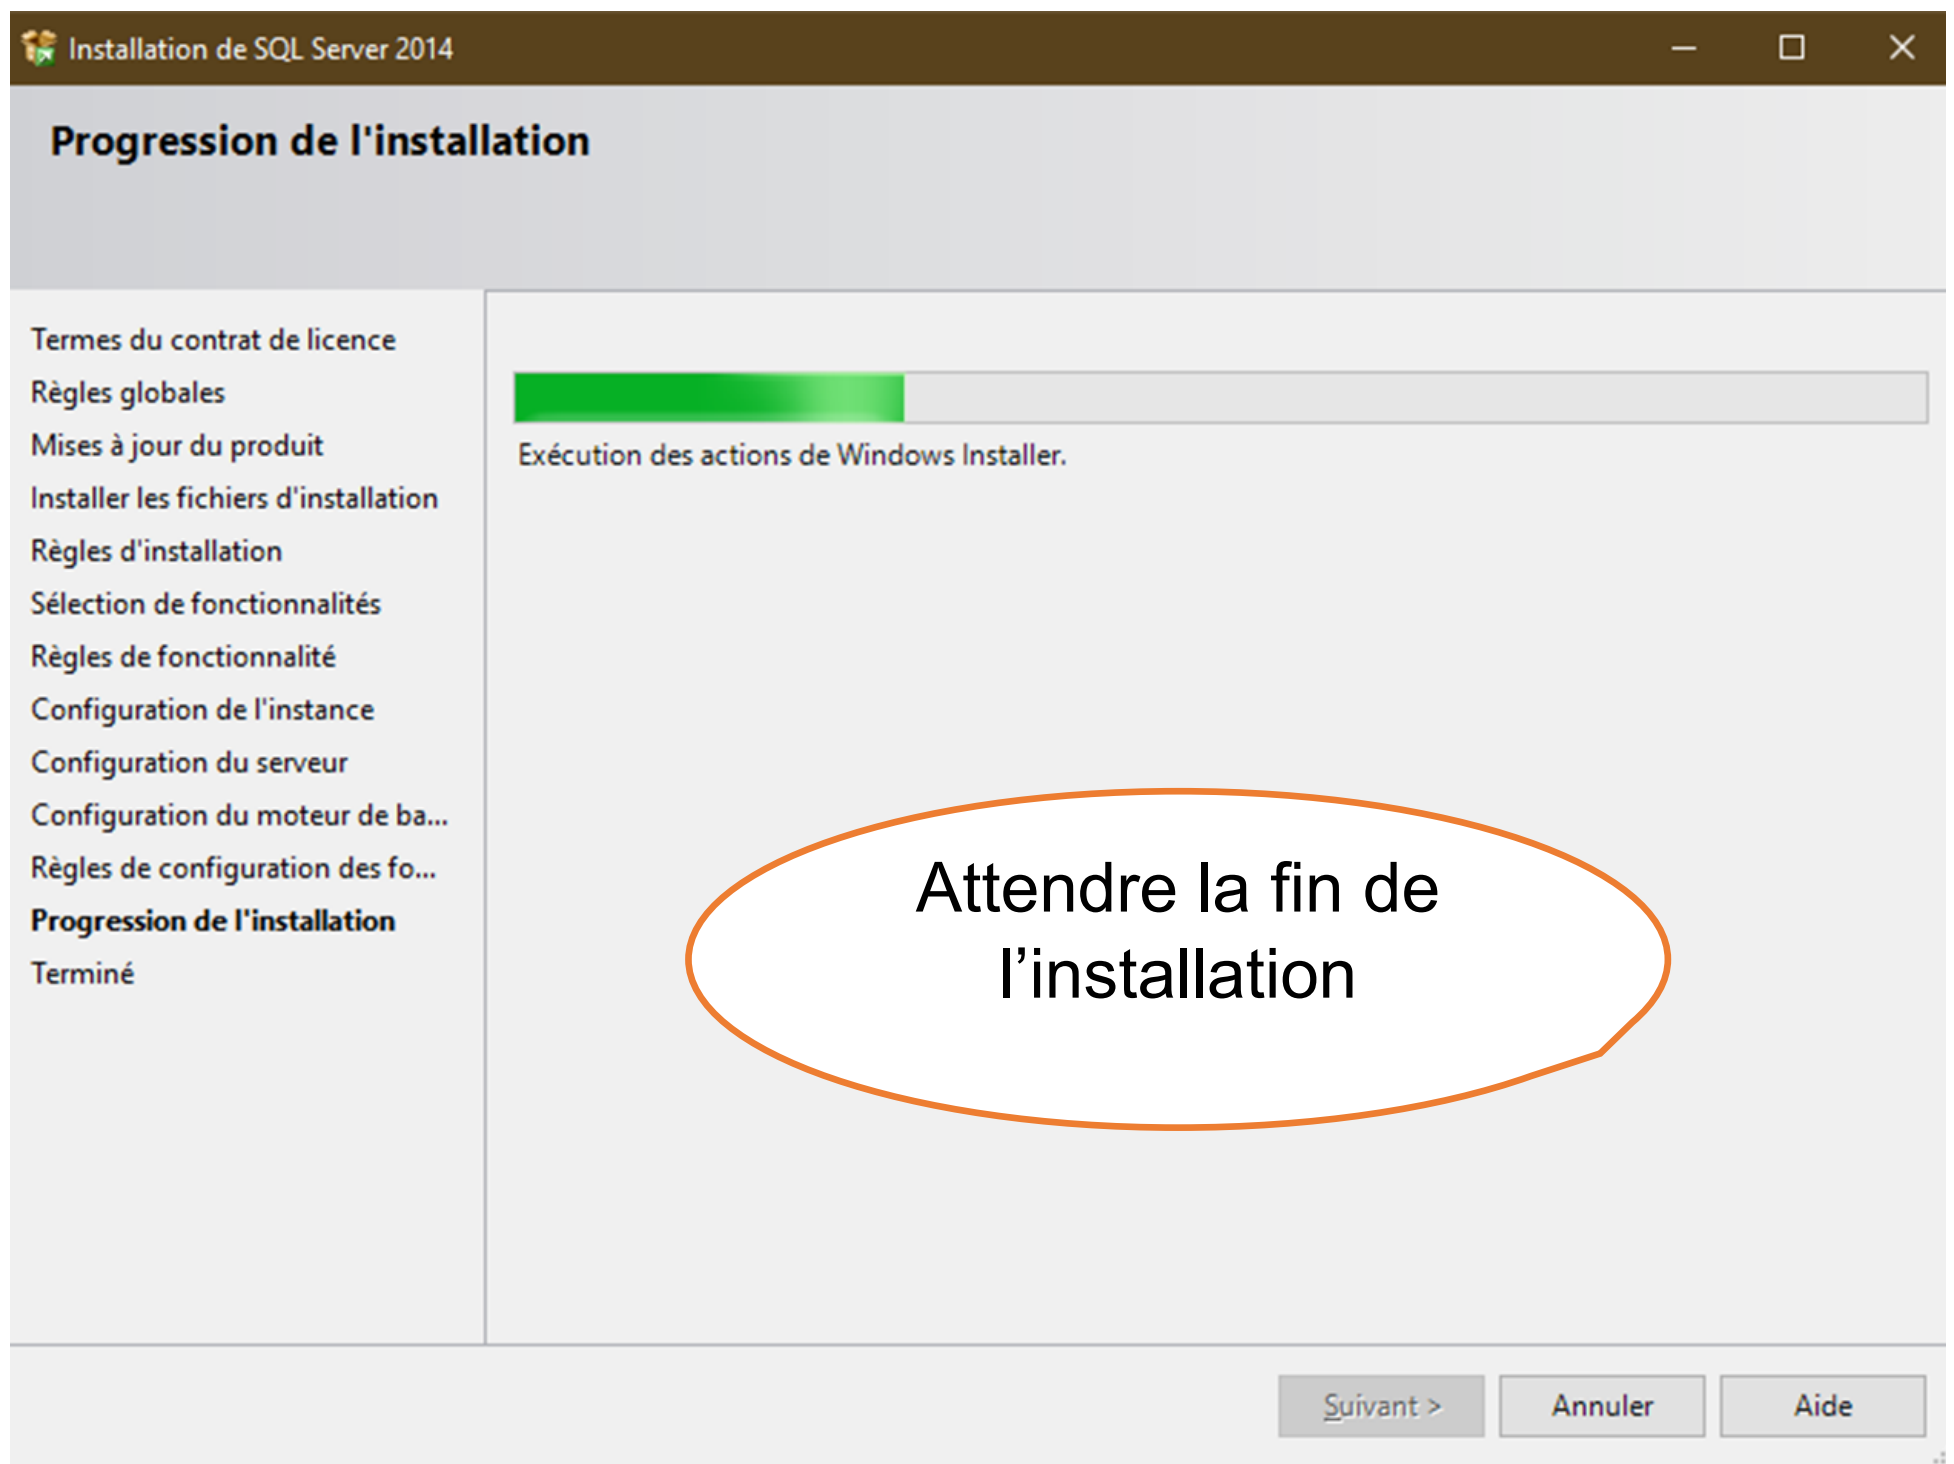 Installation de SQL Server 2014
Progression de l'installation
Termes du contrat de licence
Règles globales
Mises à jour du produit
Installer les fichiers d'installation
Règles d'installation
Sélection de fonctionnalités
Règles de fonctionnalité
Configuration de l'instance
Configuration du serveur
Configuration du moteur de ba...
Règles de configuration des fo...
Progression de l'installation
Terminé
Exécution des actions de Windows Installer.
Attendre la fin de
l’installation
Suivant >
Annuler
Aide